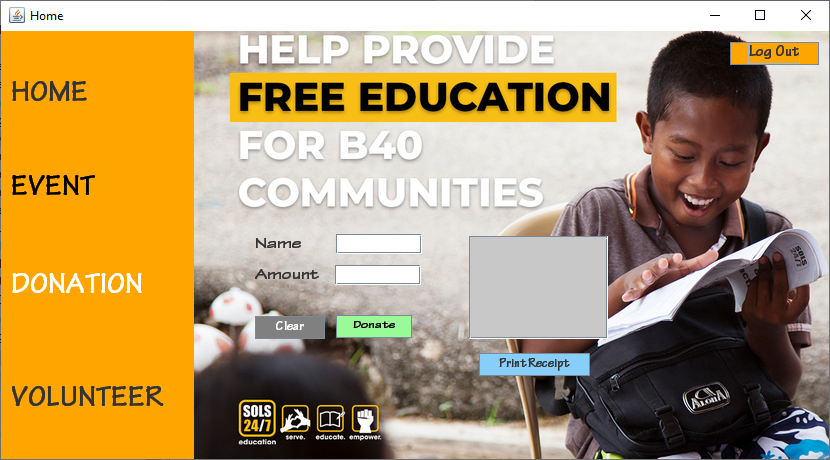 Home
Log Out
HOME
EVENT
DONATION
VOLUNTEER
HELP PROVIDE
FREE EDUCATION
FOR B40
COMMUNITIES
Name
Amount
Clear
Donate
Print Receipt
SOLS
24/7
education
serve.
educate.
empower.
SOLS
24/7
ALOHA